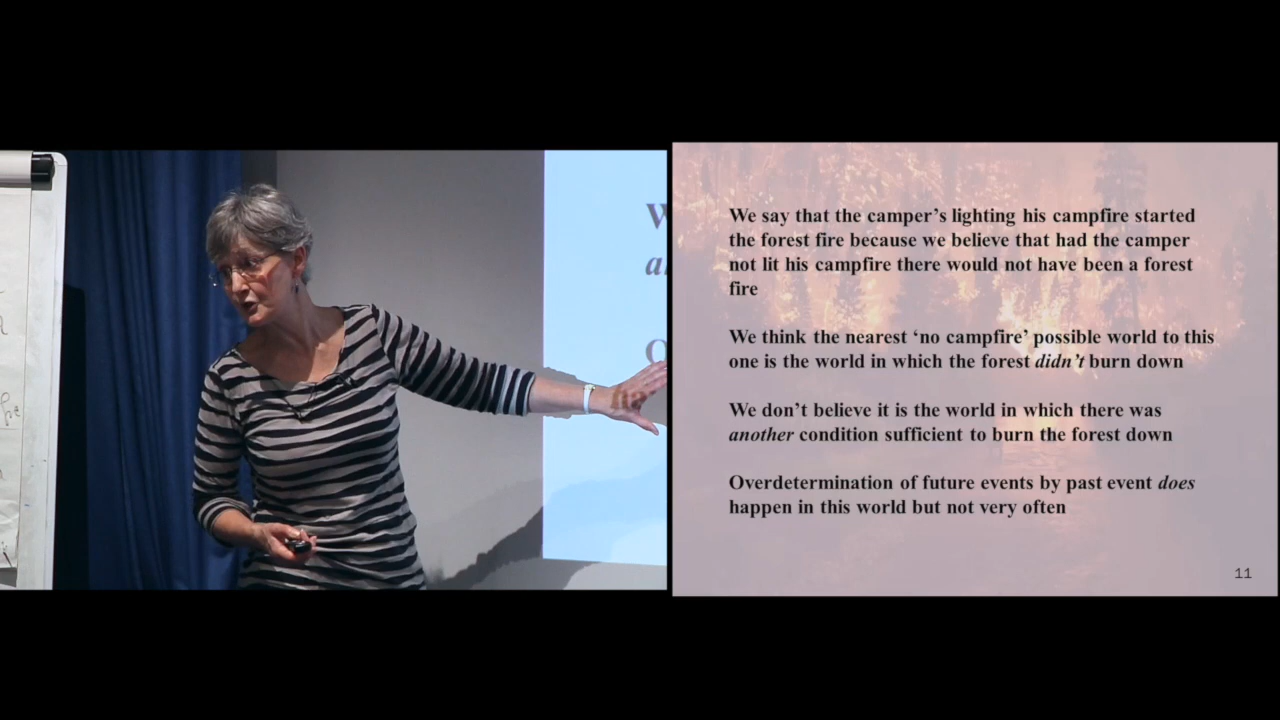 We say that the camper’s lighting his campfire started
the forest fire because we believe that had the camper
not lit his campfire there would not have been a forest
fire
We think the nearest ‘no campfire’ possible world to this
one is the world in which the forest didn’t burn down
We don’t believe it is the world in which there was
another condition sufficient to burn the forest down
Overdetermination of future events by past event does
happen in this world but not very often
11